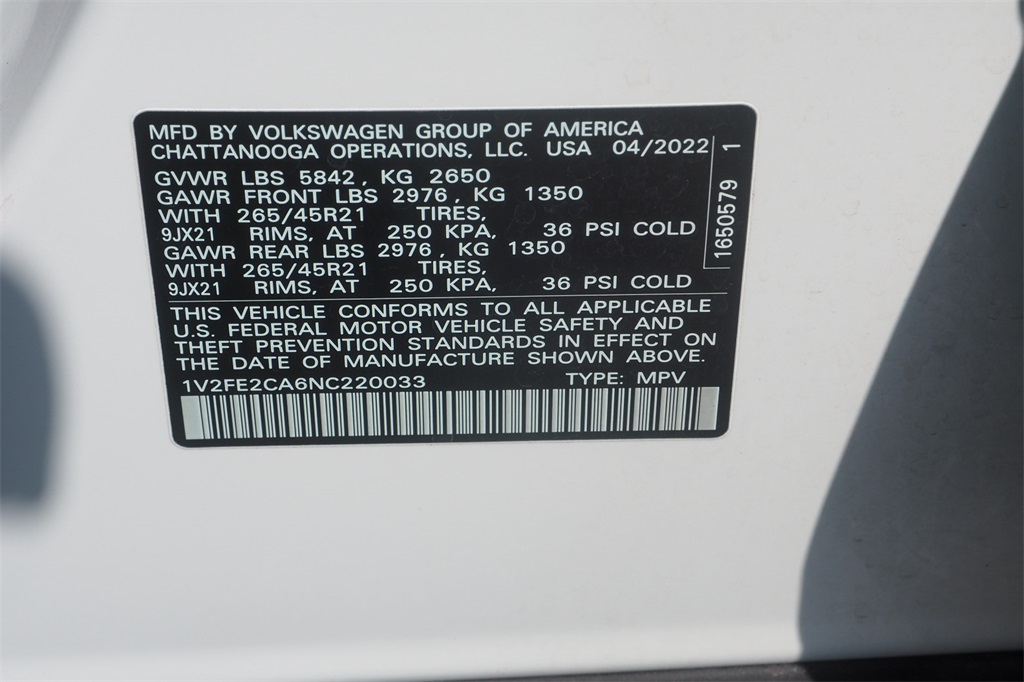 MFD BY VOLKSWAGEN GROUP OF AMERICA
CHATTANOOGA OPERATIONS, LLC. USA 04/2022
GVWR LBS 5842, KG 2650
GAWR FRONT LBS 2976, KG 1350
WITH 265/45R21 TIRES,
9JX21 RIMS, AT 250 KPA, 36 PSI COLD
GAWR REAR LBS 2976, KG 1350
WITH 265/45R21 TIRES,
9JX21 RIMS, AT 250 KPA, 36 PSI COLD
1650579 1
THIS VEHICLE CONFORMS TO ALL APPLICABLE
U.S. FEDERAL MOTOR VEHICLE SAFETY AND
THEFT PREVENTION STANDARDS IN EFFECT ON
THE DATE OF MANUFACTURE SHOWN ABOVE.
1V2FE2CA6NC220033 TYPE: MPV